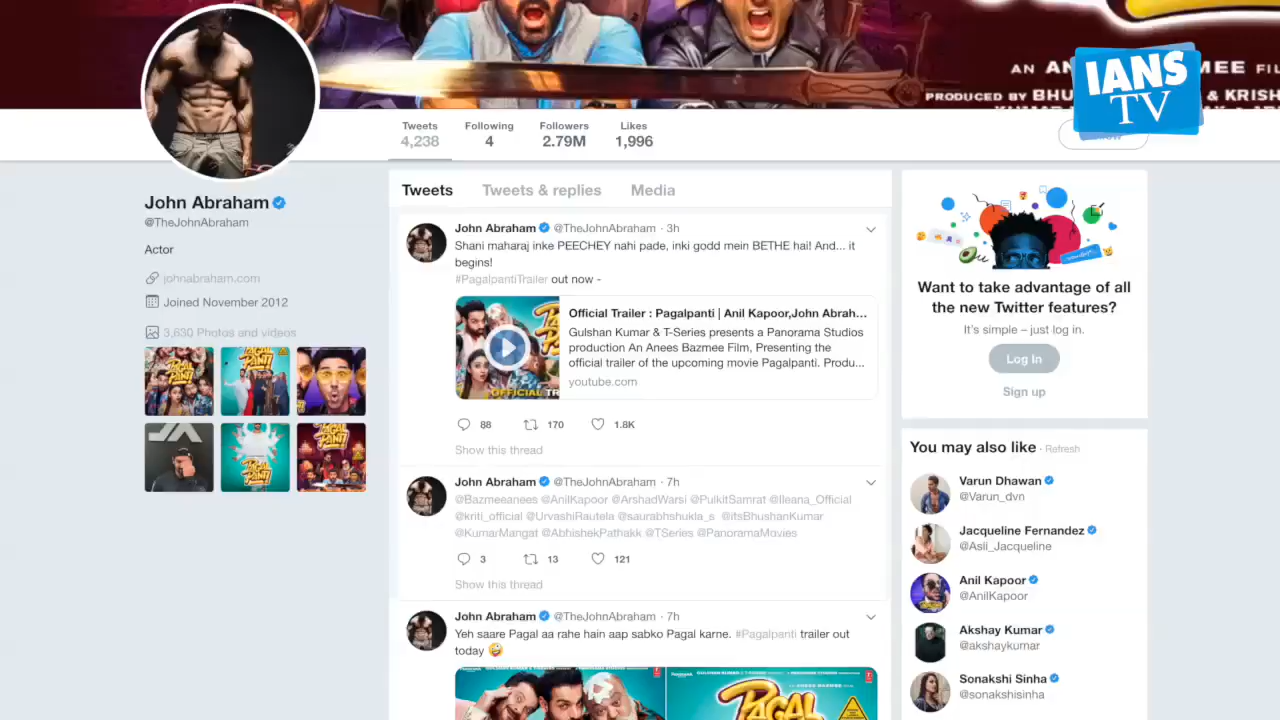 AN
MEE FIL
PRODUCED BY BHU
& KRISH
IANS
TV
Tweets
4,238
Following
4
Followers
2.79M
Likes
1,996
John Abraham
@TheJohnAbraham
Actor
johnabraham.com
Joined November 2012
3,630 Photos and videos
Tweets Tweets & replies Media
John Abraham @TheJohnAbraham · 3h
Shani maharaj inke PEECHEY nahi pade, inki godd mein BETHE hai! And... it
begins!
#PagalpantiTrailer out now -
Official Trailer : Pagalpanti | Anil Kapoor,John Abrah...
Gulshan Kumar & T-Series presents a Panorama Studios
production An Anees Bazmee Film, Presenting the
official trailer of the upcoming movie Pagalpanti. Produ...
youtube.com
OFFICIAL TR
88 170 1.8K
Show this thread
John Abraham @TheJohnAbraham · 7h
@Bazmeeanees @AnilKapoor @ArshadWarsi @PulkitSamrat @Ileana_Official
@kriti_official @UrvashiRautela @saurabhshukla_s @itsBhushanKumar
@KumarMangat @AbhishekPathakk @TSeries @PanoramaMovies
3 13 121
Show this thread
John Abraham @TheJohnAbraham · 7h
Yeh saare Pagal aa rahe hain aap sabko Pagal karne. #Pagalpanti trailer out
today 🤪
PAGAL
Want to take advantage of all
the new Twitter features?
It's simple – just log in.
Log In
Sign up
You may also like · Refresh
Varun Dhawan
@Varun_dvn
Jacqueline Fernandez
@Asli_Jacqueline
Anil Kapoor
@AnilKapoor
Akshay Kumar
@akshaykumar
Sonakshi Sinha
@sonakshisinha